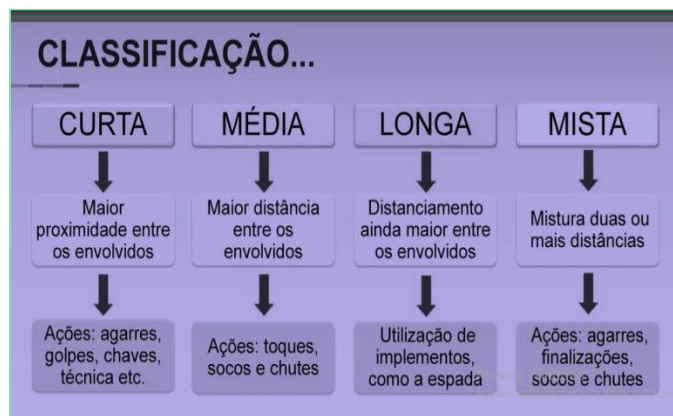 CLASSIFICAÇÃO...
CURTA
MÉDIA
LONGA
MISTA
Maior
proximidade entre
os envolvidos
Maior distância
entre os
envolvidos
Distanciamento
ainda maior entre
os envolvidos
Mistura duas ou
mais distâncias
Ações: agarres,
golpes, chaves,
técnica etc.
Ações: toques,
socos e chutes
Utilização de
implementos,
como a espada
Ações: agarres,
finalizações,
socos e chutes